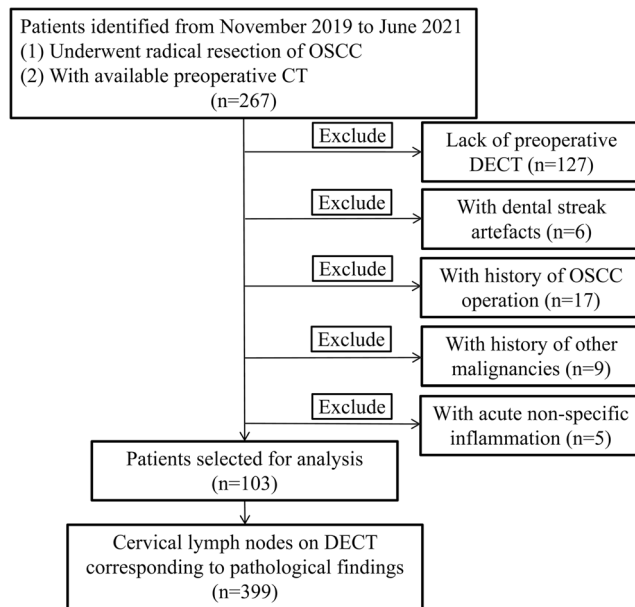 Patients identified from November 2019 to June 2021
(1) Underwent radical resection of OSCC
(2) With available preoperative CT
(n=267)
Exclude
Lack of preoperative
DECT (n=127)
Exclude
With dental streak
artefacts (n=6)
Exclude
With history of OSCC
operation (n=17)
Exclude
With history of other
malignancies (n=9)
Exclude
With acute non-specific
inflammation (n=5)
Patients selected for analysis
(n=103)
Cervical lymph nodes on DECT
corresponding to pathological findings
(n=399)